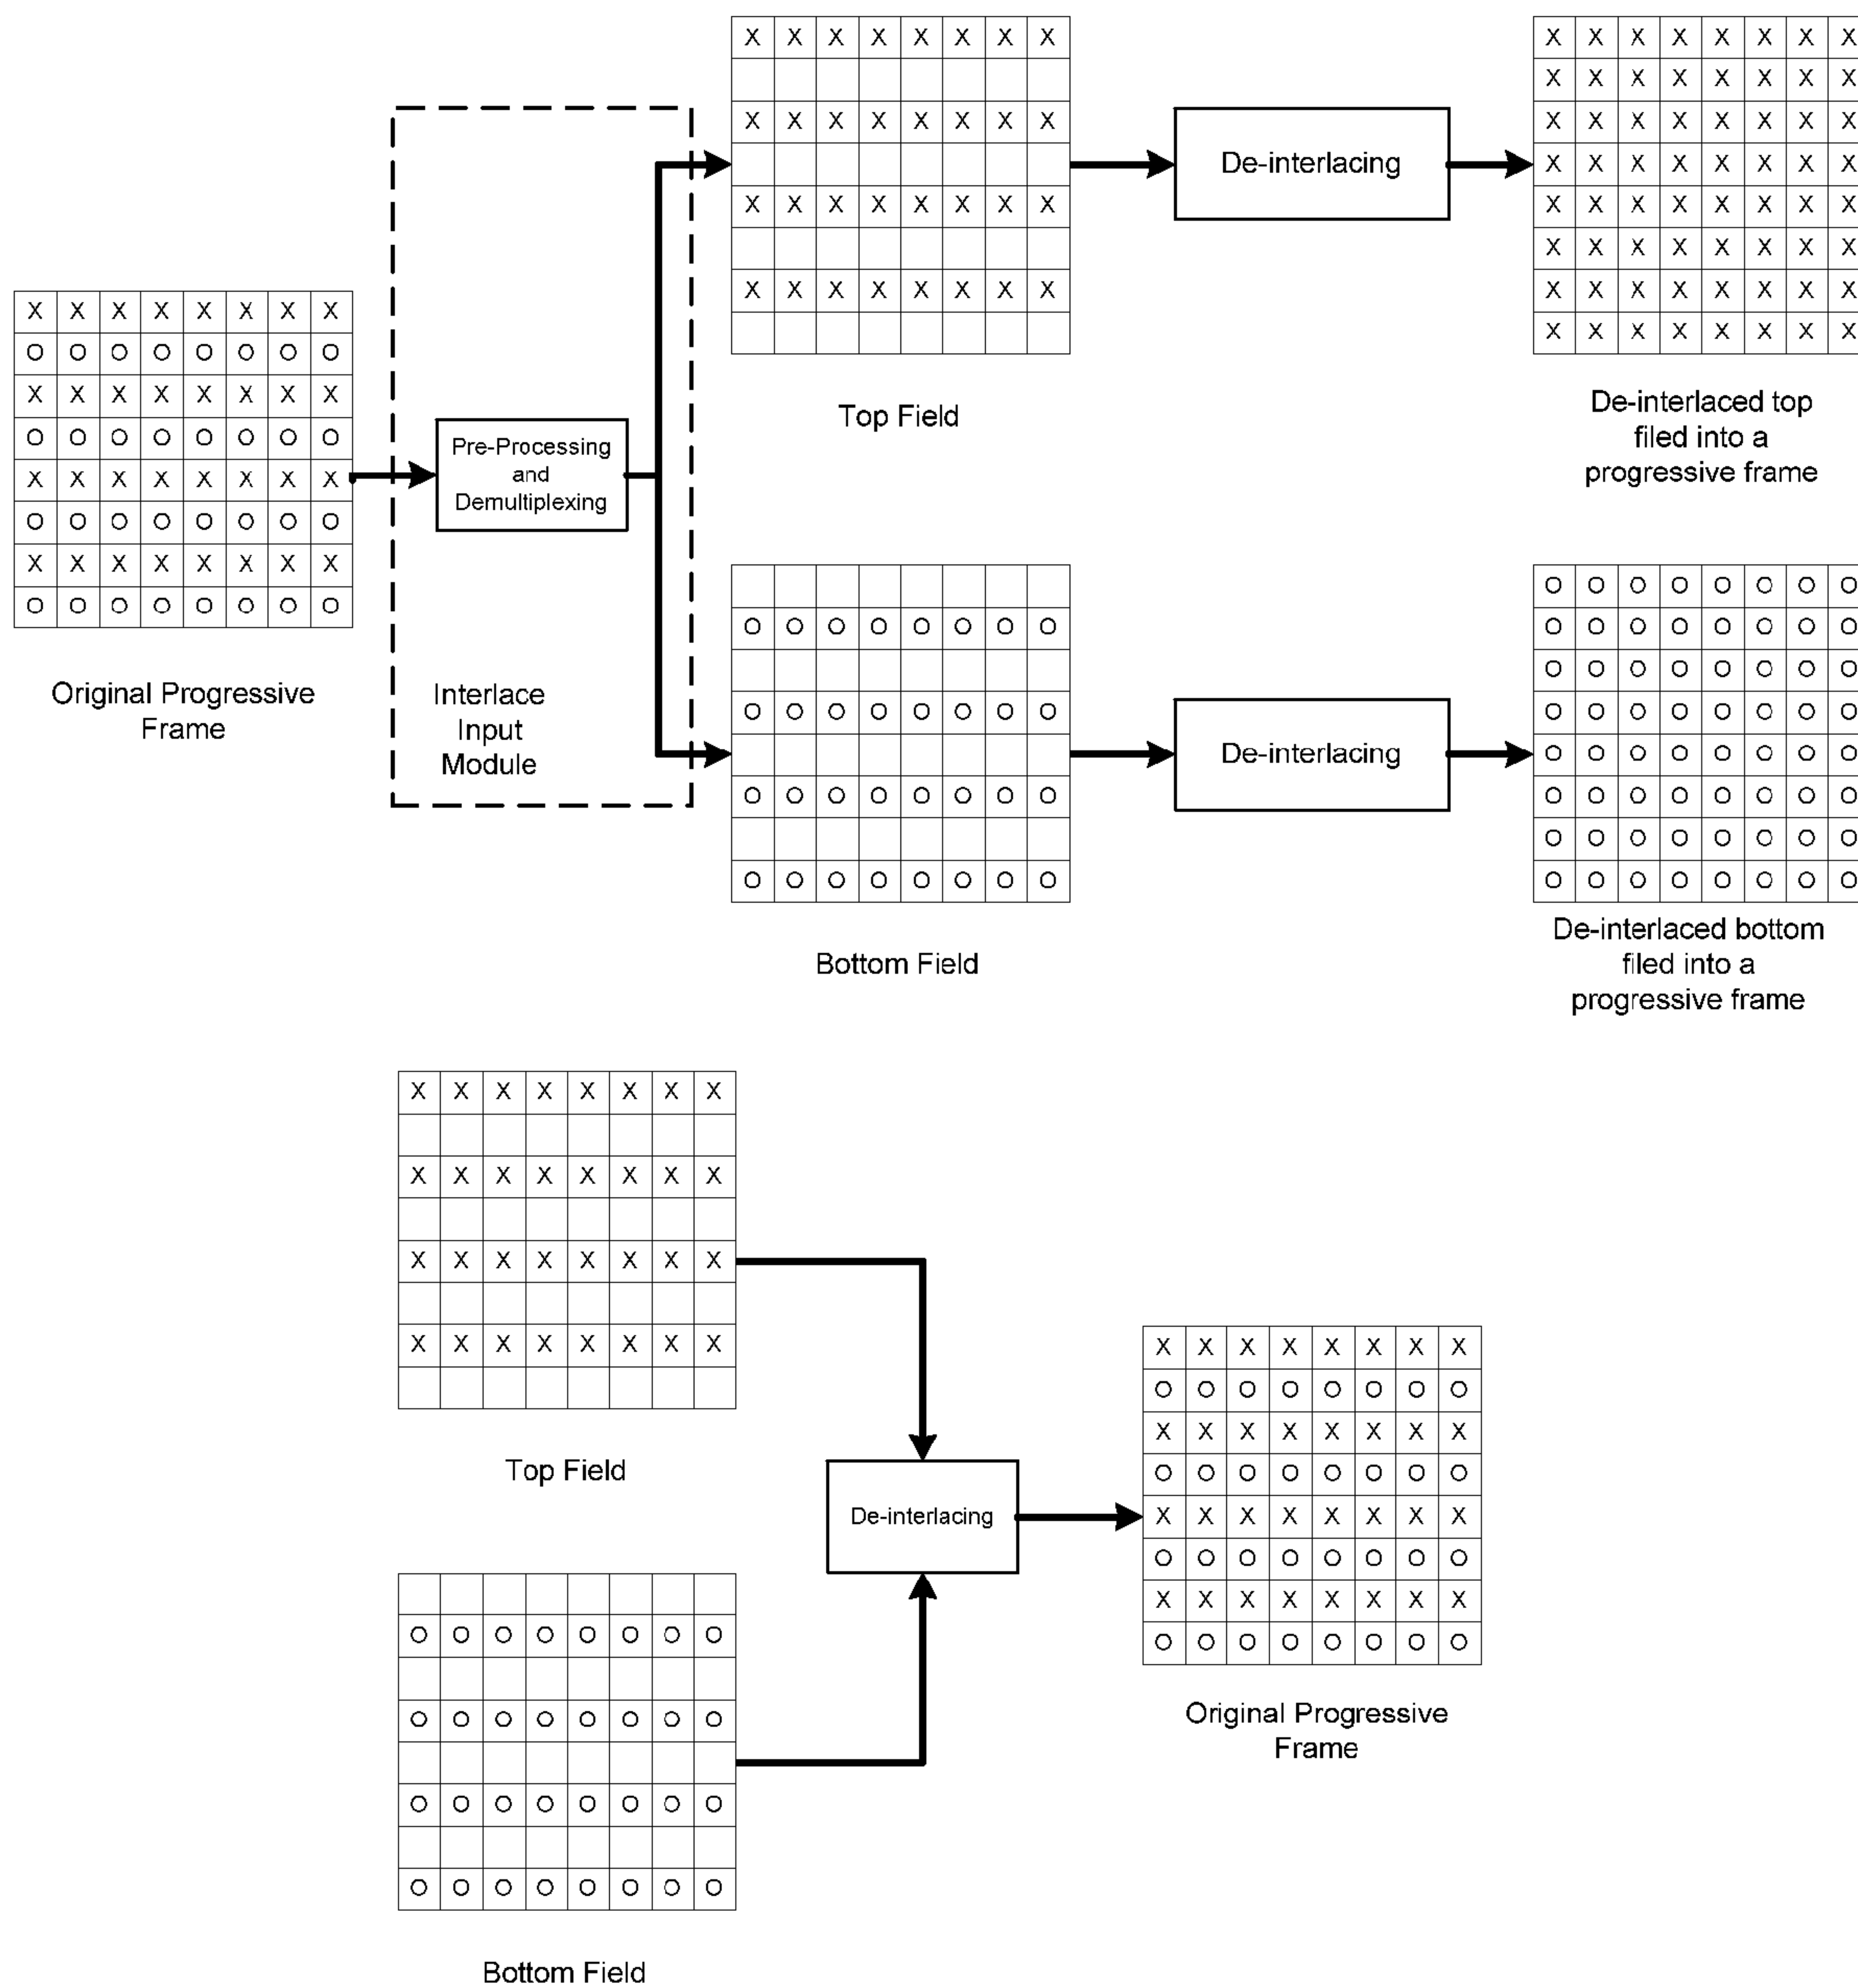 X X X X X X X X
X X X X X X X X
X X X X X X X X
X X X X X X X X
Top Field
De-interlacing
X X X X X X X X
X X X X X X X X
X X X X X X X X
X X X X X X X X
X X X X X X X X
X X X X X X X X
X X X X X X X X
X X X X X X X X
De-interlaced top
filed into a
progressive frame
X X X X X X X X
O O O O O O O O
X X X X X X X X
O O O O O O O O
X X X X X X X X
O O O O O O O O
X X X X X X X X
O O O O O O O O
Original Progressive
Frame
Pre-Processing
and
Demultiplexing
Interlace
Input
Module
O O O O O O O O
O O O O O O O O
O O O O O O O O
O O O O O O O O
Bottom Field
De-interlacing
O O O O O O O O
O O O O O O O O
O O O O O O O O
O O O O O O O O
O O O O O O O O
O O O O O O O O
O O O O O O O O
O O O O O O O O
De-interlaced bottom
filed into a
progressive frame
X X X X X X X X
X X X X X X X X
X X X X X X X X
X X X X X X X X
Top Field
De-interlacing
X X X X X X X X
O O O O O O O O
X X X X X X X X
O O O O O O O O
X X X X X X X X
O O O O O O O O
X X X X X X X X
O O O O O O O O
Original Progressive
Frame
O O O O O O O O
O O O O O O O O
O O O O O O O O
O O O O O O O O
Bottom Field